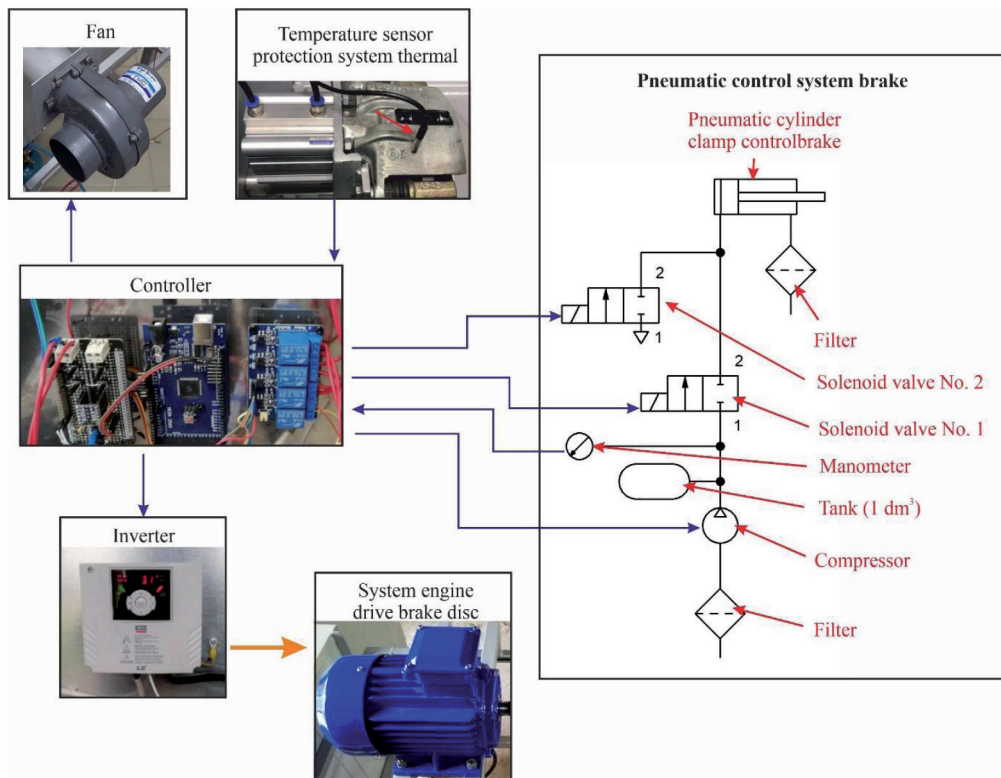 Fan
Temperature sensor
protection system thermal
Pneumatic control system brake
Pneumatic cylinder
clamp controlbrake
Controller
2
1
Filter
Solenoid valve No. 2
2
1
Solenoid valve No. 1
Manometer
Tank (1 dm³)
Compressor
Filter
Inverter
LS
System engine
drive brake disc